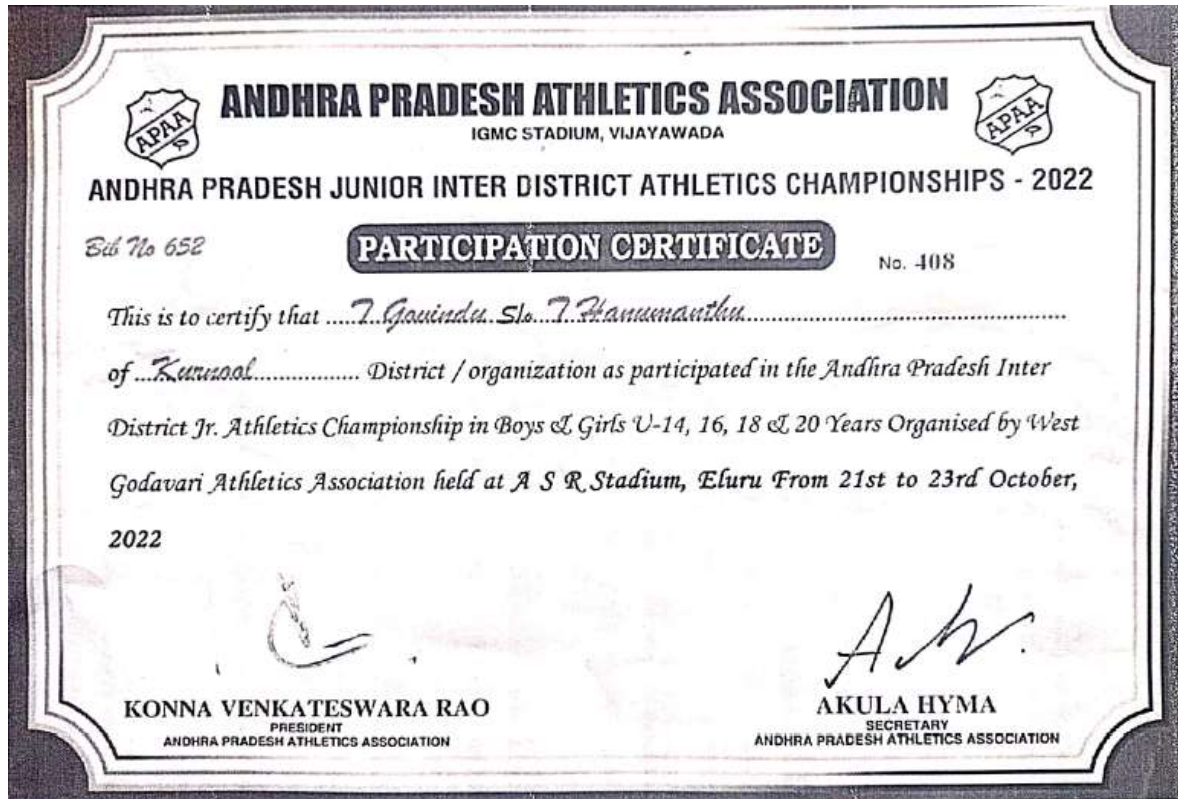 ANDHRA PRADESH ATHLETICS ASSOCIATION
IGMC STADIUM, VIJAYAWADA
APAA
APAA
ANDHRA PRADESH JUNIOR INTER DISTRICT ATHLETICS CHAMPIONSHIPS - 2022
Bib No 652
PARTICIPATION CERTIFICATE
No. 408
This is to certify that ....T Gouindu S/o T Hanumanthu....
of ...Kurnool................ District / organization as participated in the Andhra Pradesh Inter
District Jr. Athletics Championship in Boys & Girls U-14, 16, 18 & 20 Years Organised by West
Godavari Athletics Association held at A S R Stadium, Eluru From 21st to 23rd October,
2022
KONNA VENKATESWARA RAO
PRESIDENT
ANDHRA PRADESH ATHLETICS ASSOCIATION
AKULA HYMA
SECRETARY
ANDHRA PRADESH ATHLETICS ASSOCIATION